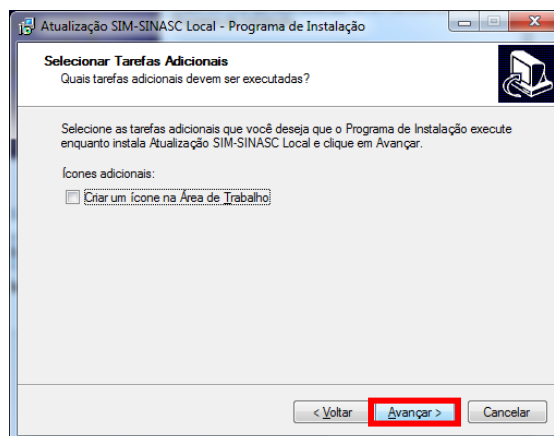 Atualização SIM-SINASC Local - Programa de Instalação
Selecionar Tarefas Adicionais
Quais tarefas adicionais devem ser executadas?
Selecione as tarefas adicionais que você deseja que o Programa de Instalação execute
enquanto instala Atualização SIM-SINASC Local e clique em Avançar.
Ícones adicionais:
Criar um ícone na Área de Trabalho
< Voltar Avançar > Cancelar